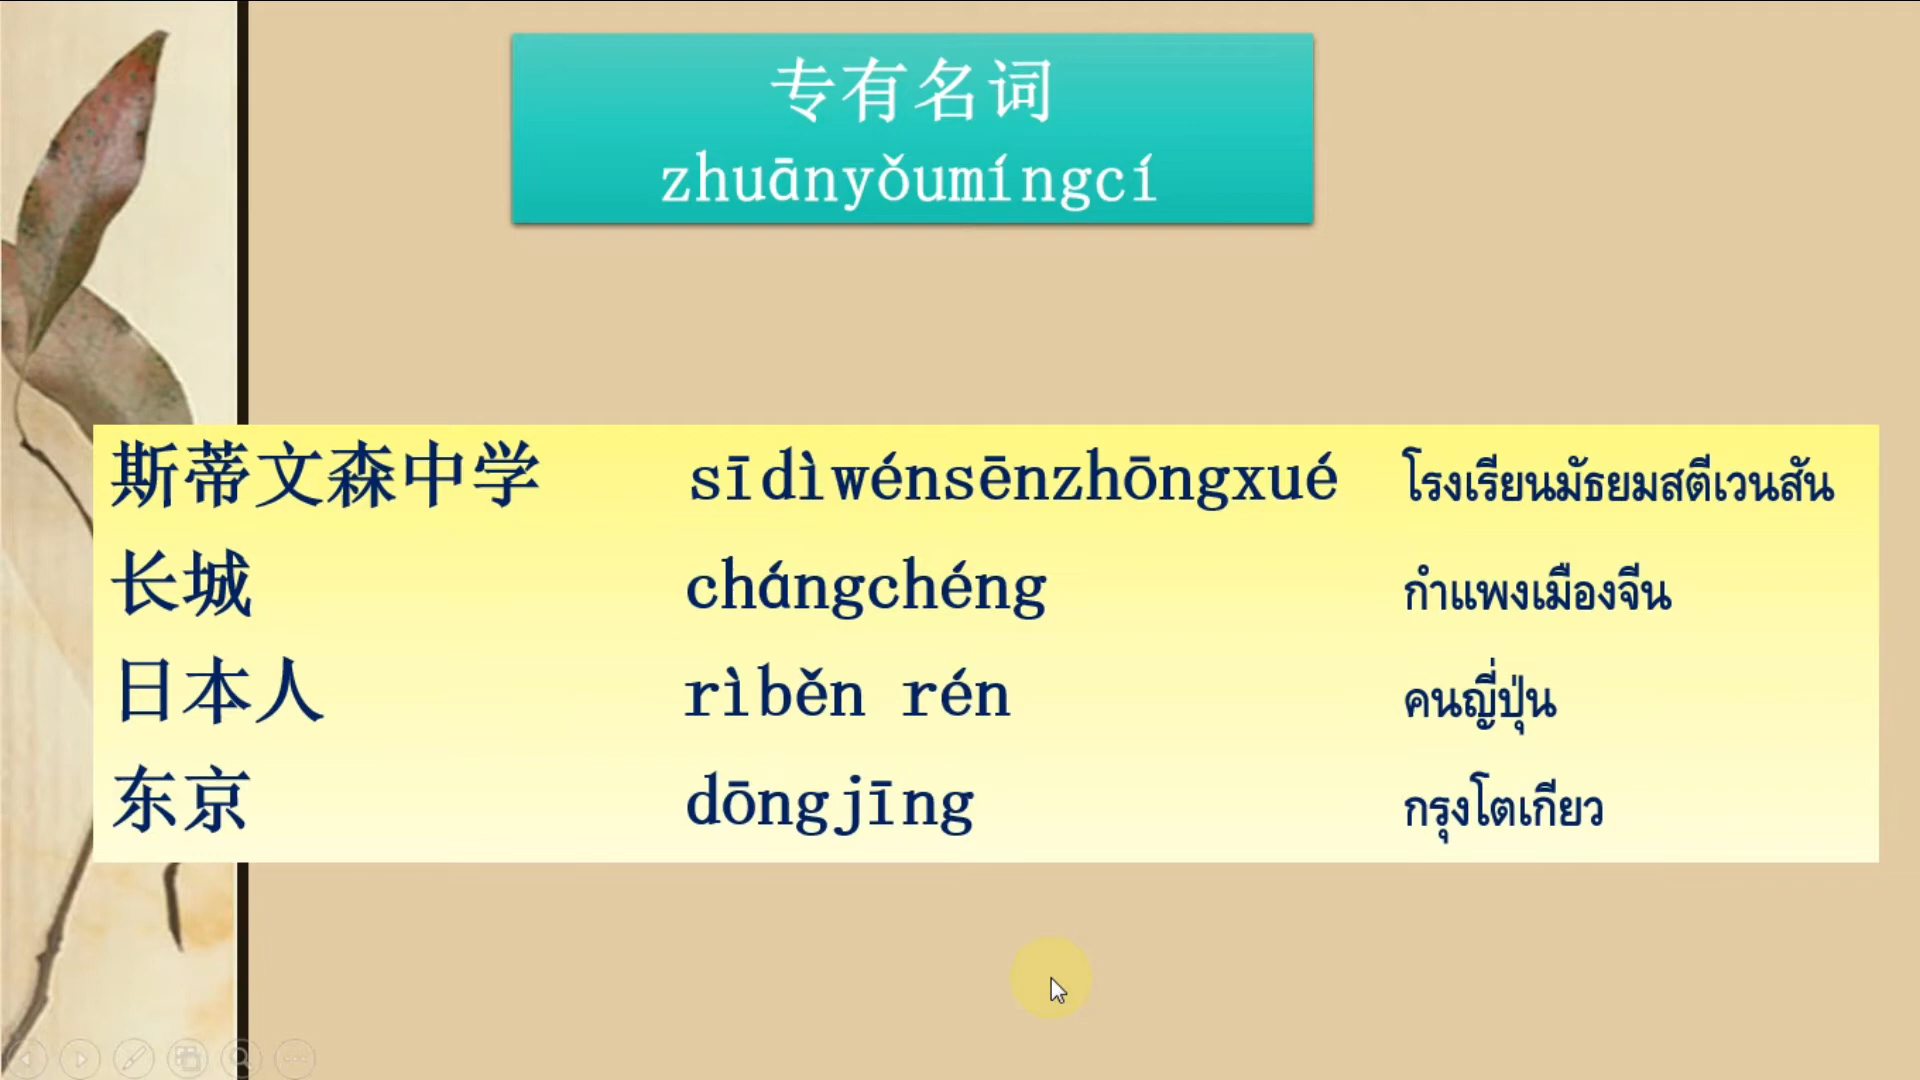 专有名词
zhuānyǒumíngcí
斯蒂文森中学 sīdìwénsēnzhōngxué โรงเรียนมัธยมสตีเวนสัน
长城 chángchéng กำแพงเมืองจีน
日本人 rìběn rén คนญี่ปุ่น
东京 dōngjīng กรุงโตเกียว